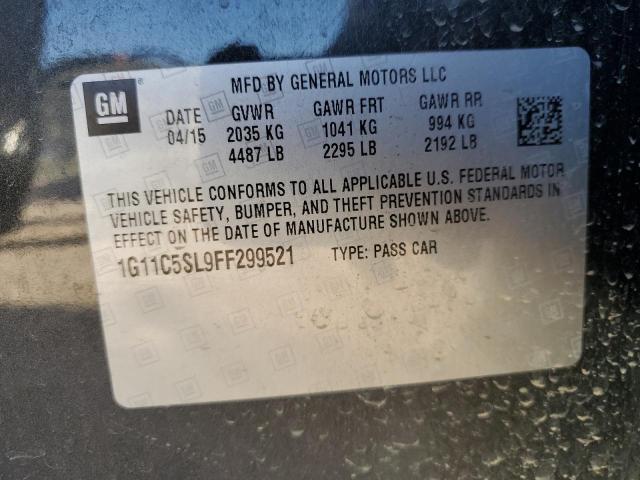 GM
MFD BY GENERAL MOTORS LLC
DATE GVWR GAWR FRT GAWR RR
04/15 2035 KG 1041 KG 994 KG
4487 LB 2295 LB 2192 LB
THIS VEHICLE CONFORMS TO ALL APPLICABLE U.S. FEDERAL MOTOR
VEHICLE SAFETY, BUMPER, AND THEFT PREVENTION STANDARDS IN
EFFECT ON THE DATE OF MANUFACTURE SHOWN ABOVE.
1G11C5SL9FF299521 TYPE: PASS CAR